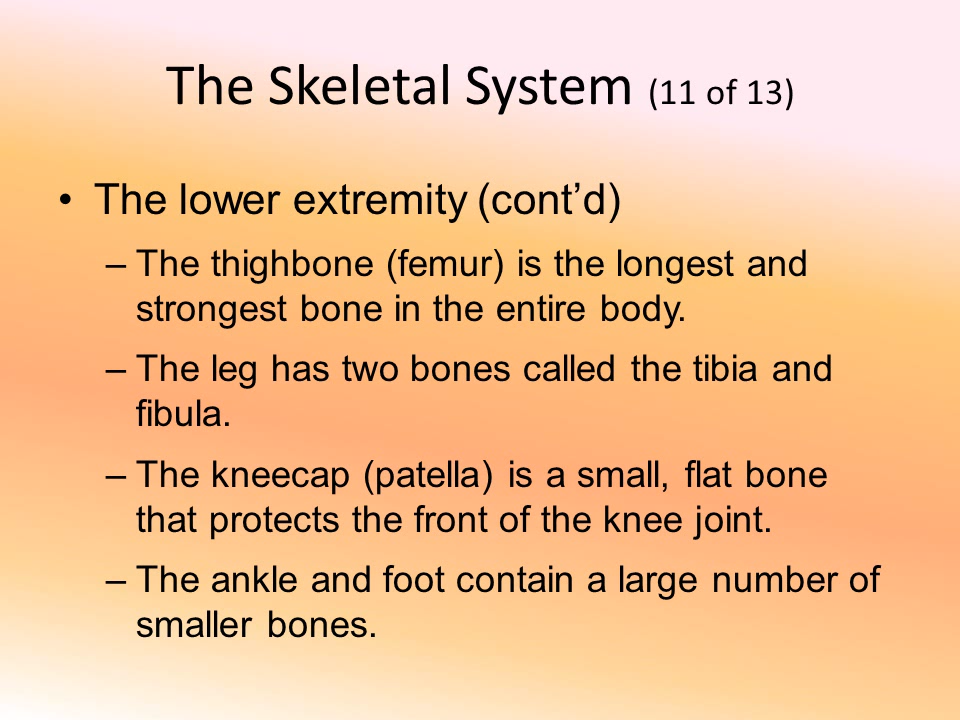 The Skeletal System (11 of 13)
• The lower extremity (cont’d)
– The thighbone (femur) is the longest and
strongest bone in the entire body.
– The leg has two bones called the tibia and
fibula.
– The kneecap (patella) is a small, flat bone
that protects the front of the knee joint.
– The ankle and foot contain a large number of
smaller bones.